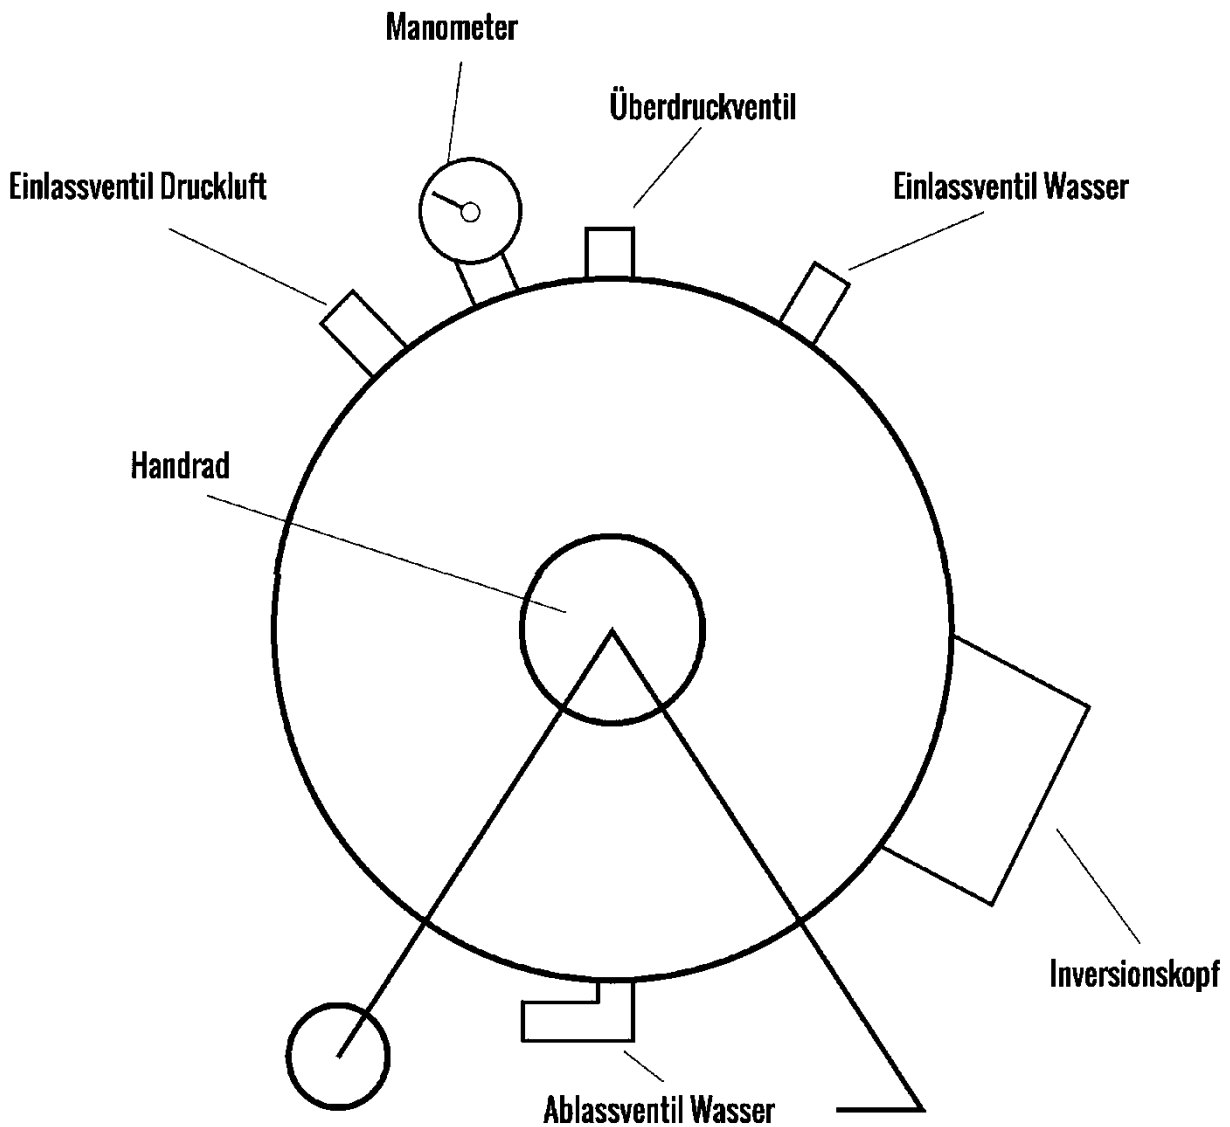 Manometer
Überdruckventil
Einlassventil Druckluft
Einlassventil Wasser
Handrad
Inversionskopf
Ablassventil Wasser